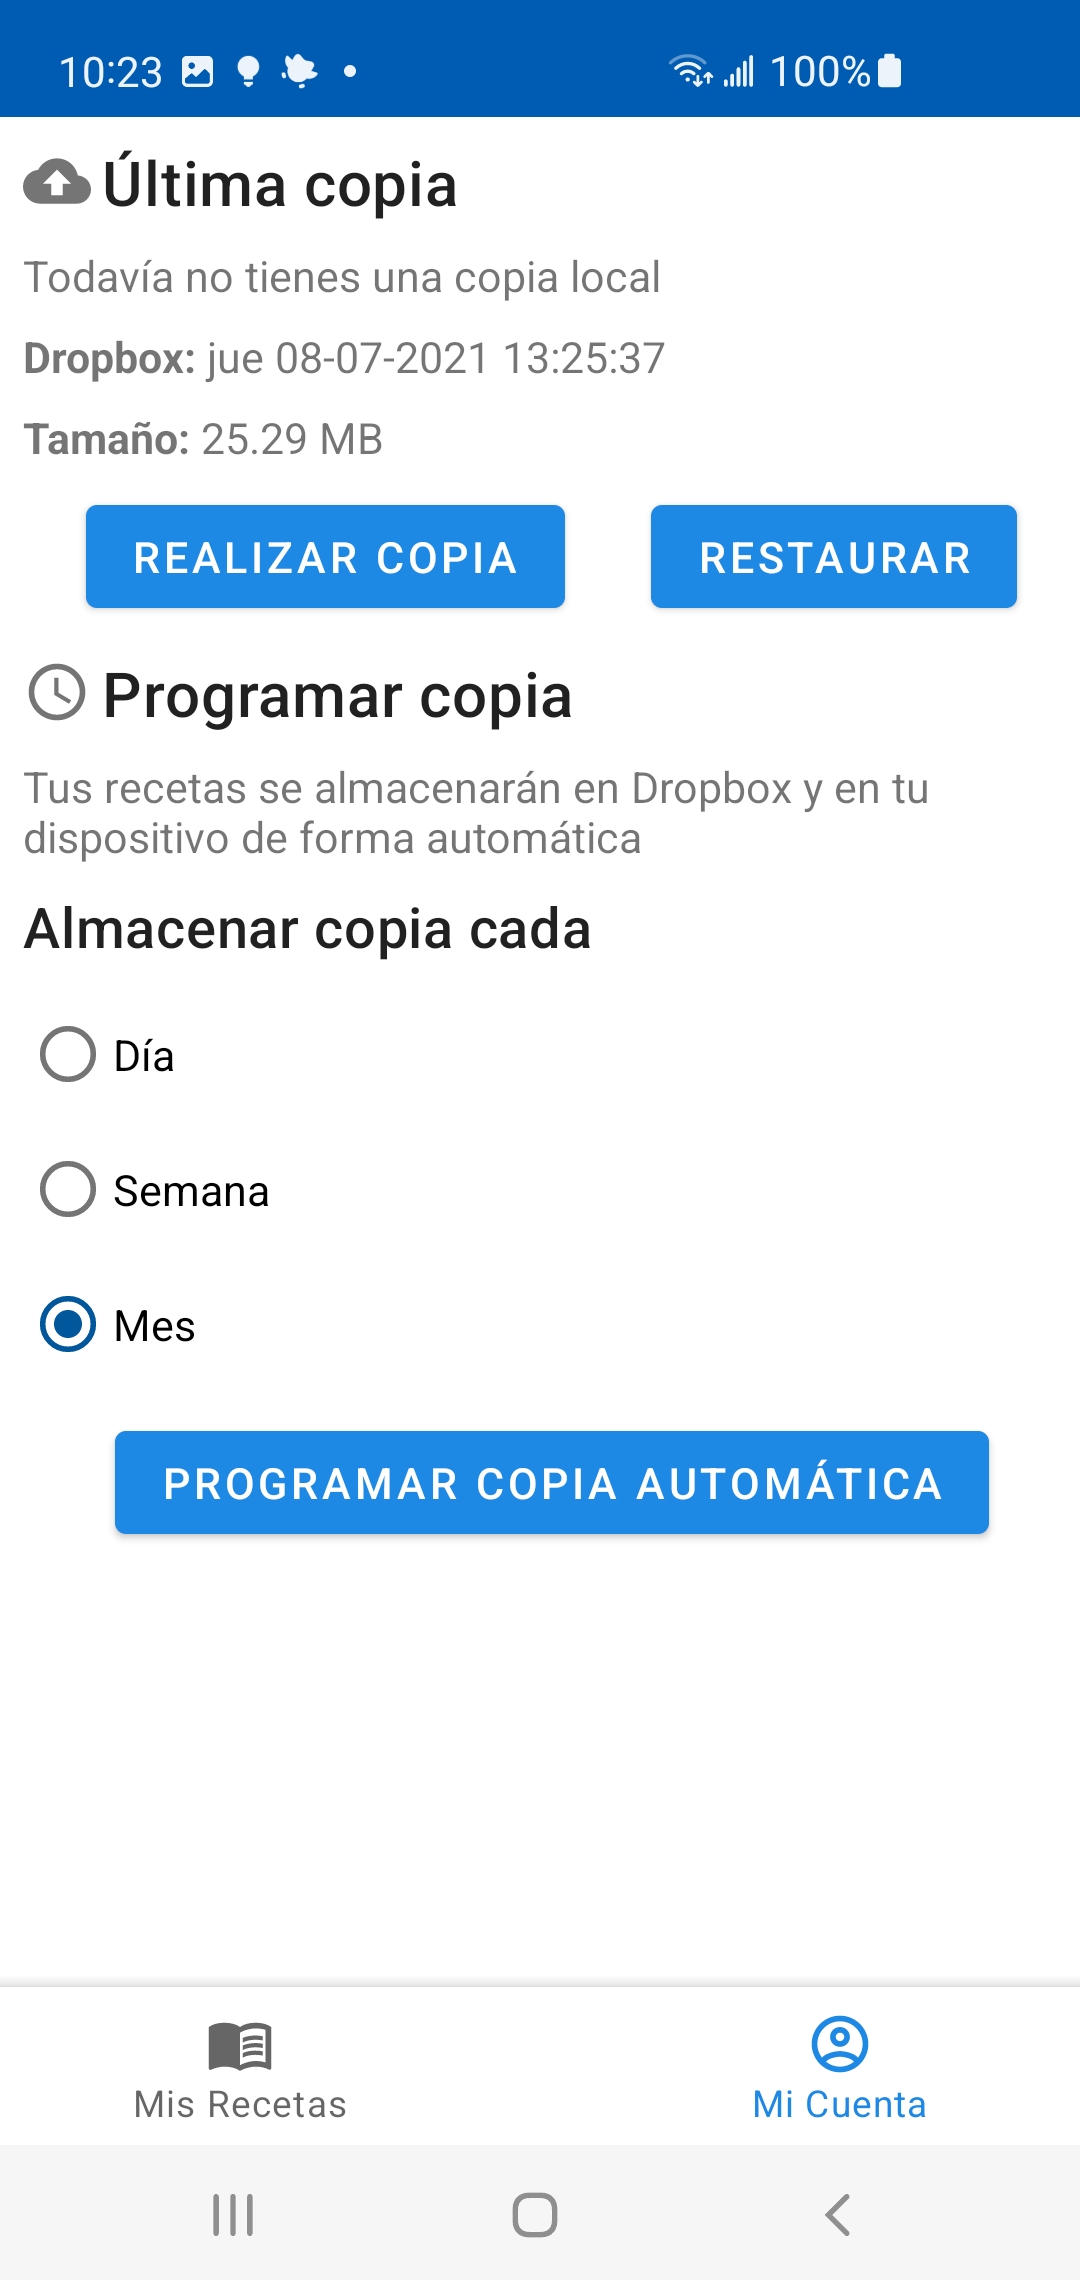 10:23
100%
Última copia
Todavía no tienes una copia local
Dropbox: jue 08-07-2021 13:25:37
Tamaño: 25.29 MB
REALIZAR COPIA
RESTAURAR
Programar copia
Tus recetas se almacenarán en Dropbox y en tu
dispositivo de forma automática
Almacenar copia cada
Día
Semana
Mes
PROGRAMAR COPIA AUTOMÁTICA
Mis Recetas
Mi Cuenta